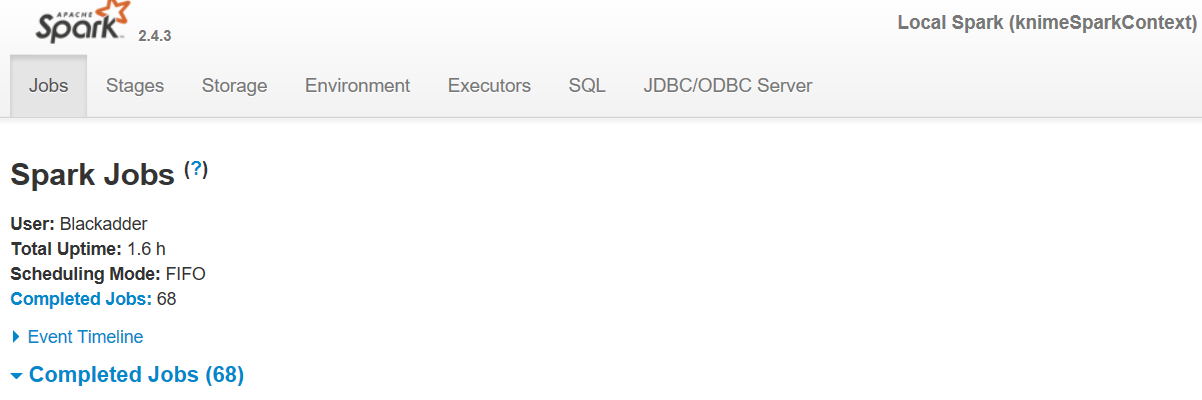 APACHE
Spark™ 2.4.3
Local Spark (knimeSparkContext)
Jobs Stages Storage Environment Executors SQL JDBC/ODBC Server
Spark Jobs (?)
User: Blackadder
Total Uptime: 1.6 h
Scheduling Mode: FIFO
Completed Jobs: 68
Event Timeline
Completed Jobs (68)